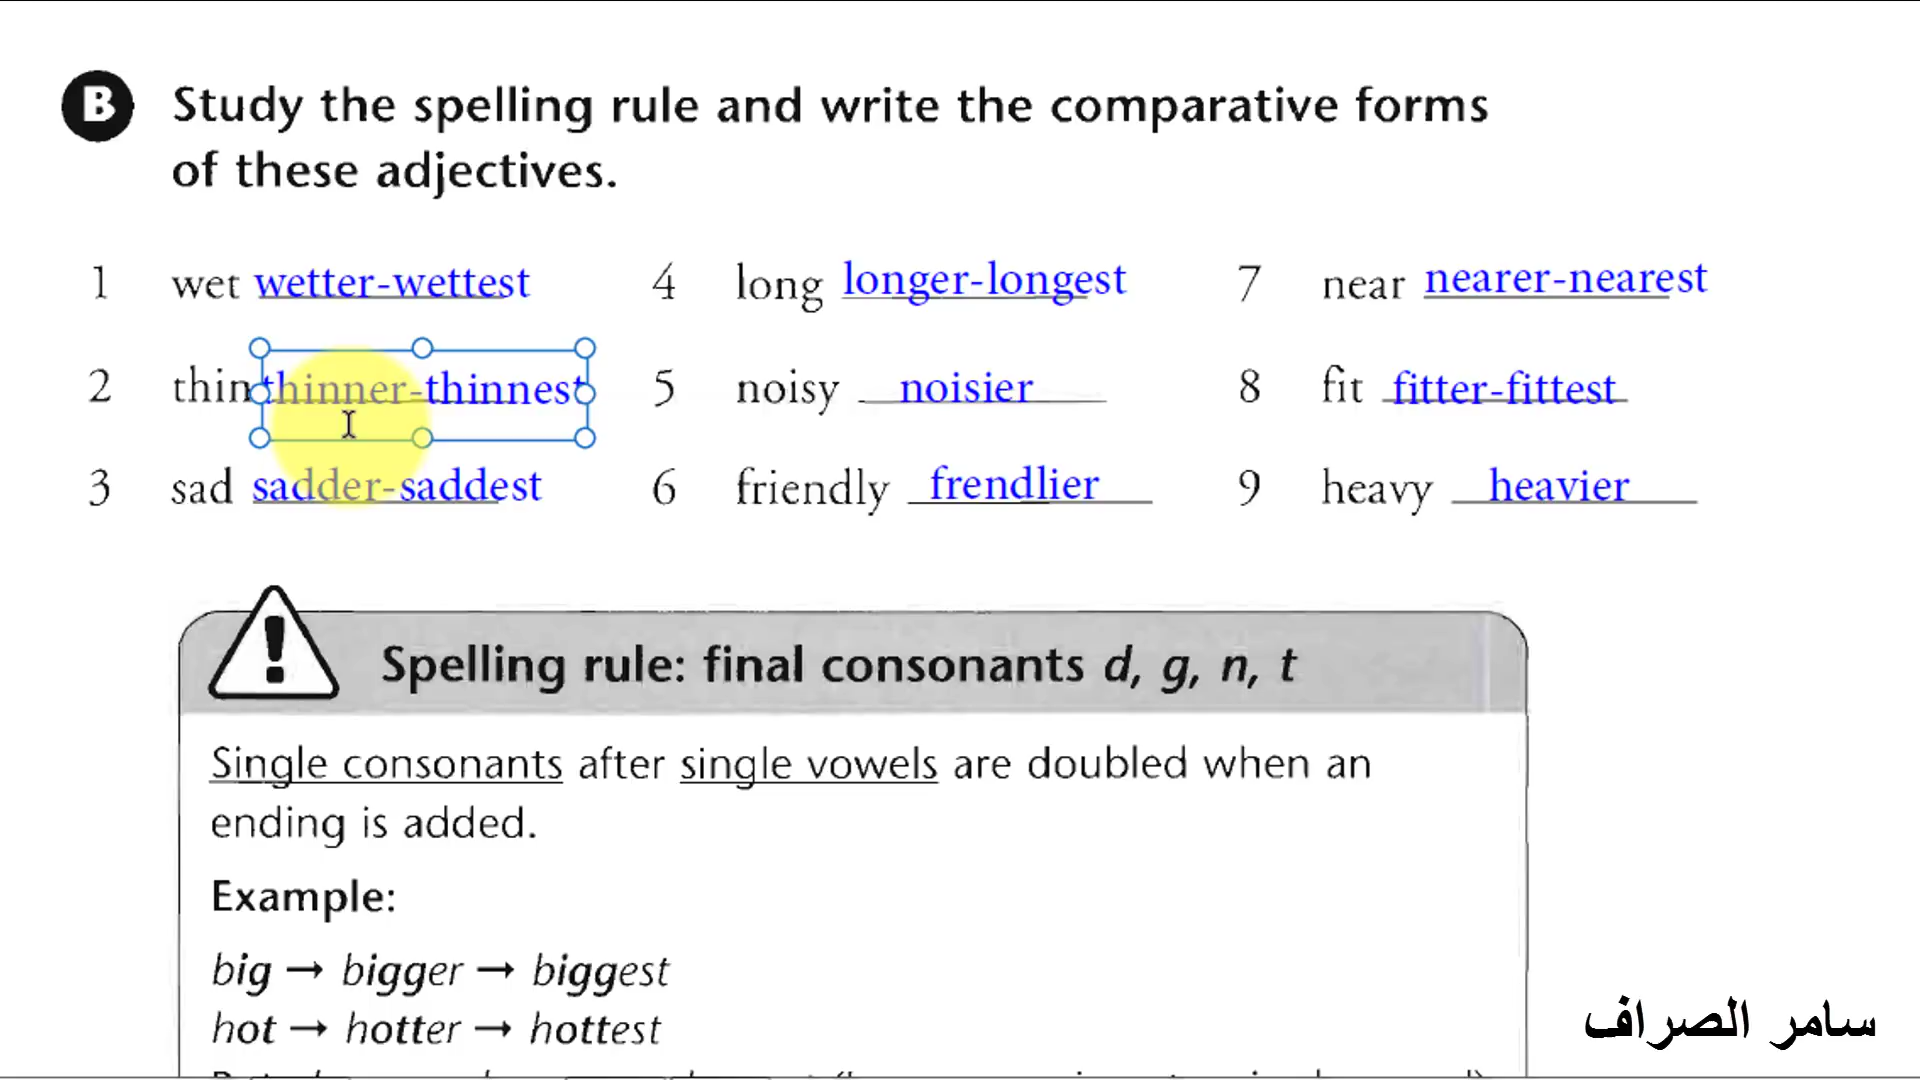 B Study the spelling rule and write the comparative forms
of these adjectives.
1 wet wetter-wettest 4 long longer-longest 7 near nearer-nearest
2 thin thinner-thinnest 5 noisy noisier 8 fit fitter-fittest
3 sad sadder-saddest 6 friendly frendlier 9 heavy heavier
Spelling rule: final consonants d, g, n, t
Single consonants after single vowels are doubled when an
ending is added.
Example:
big → bigger → biggest
hot → hotter → hottest
سامر الصراف